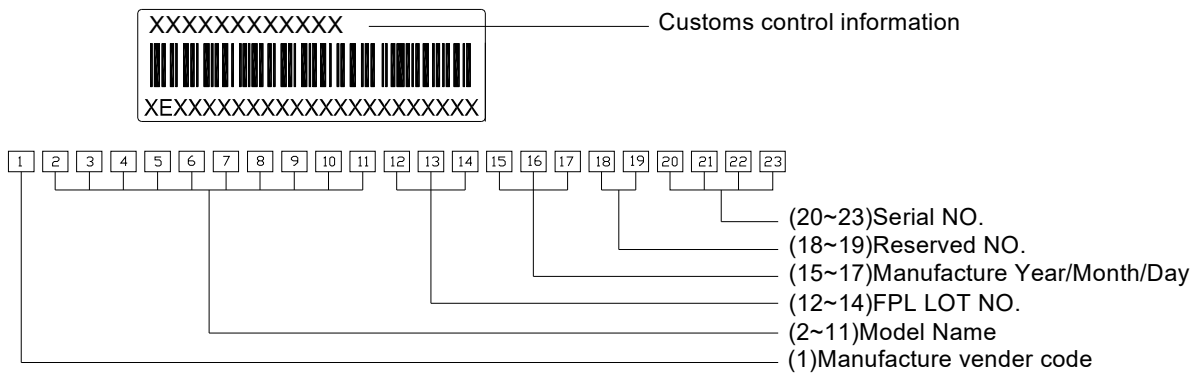 XXXXXXXXXXXXX
Customs control information
XEXXXXXXXXXXXXXXXXXXXXX
1 2 3 4 5 6 7 8 9 10 11 12 13 14 15 16 17 18 19 20 21 22 23
(20~23)Serial NO.
(18~19)Reserved NO.
(15~17)Manufacture Year/Month/Day
(12~14)FPL LOT NO.
(2~11)Model Name
(1)Manufacture vender code